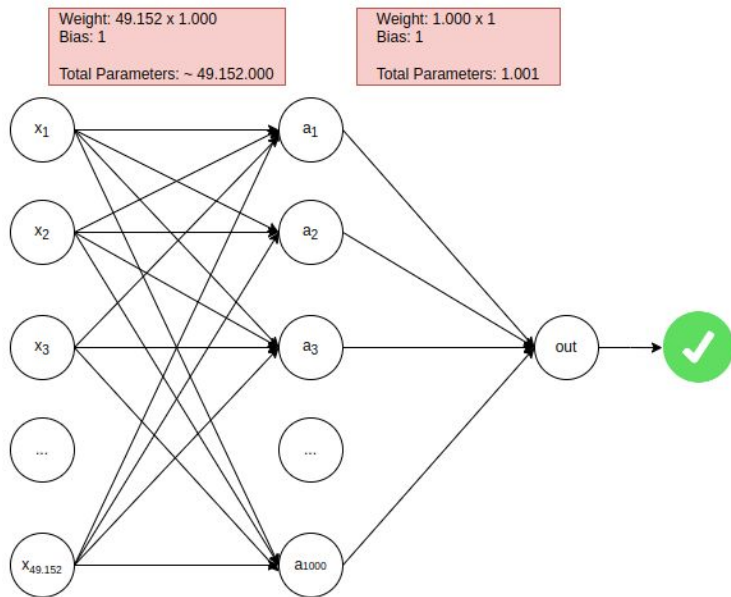 Weight: 49.152 x 1.000
Bias: 1
Total Parameters: ~ 49.152.000
Weight: 1.000 x 1
Bias: 1
Total Parameters: 1.001
x1
a1
x2
a2
x3
a3
out
...
...
x49.152
a1000